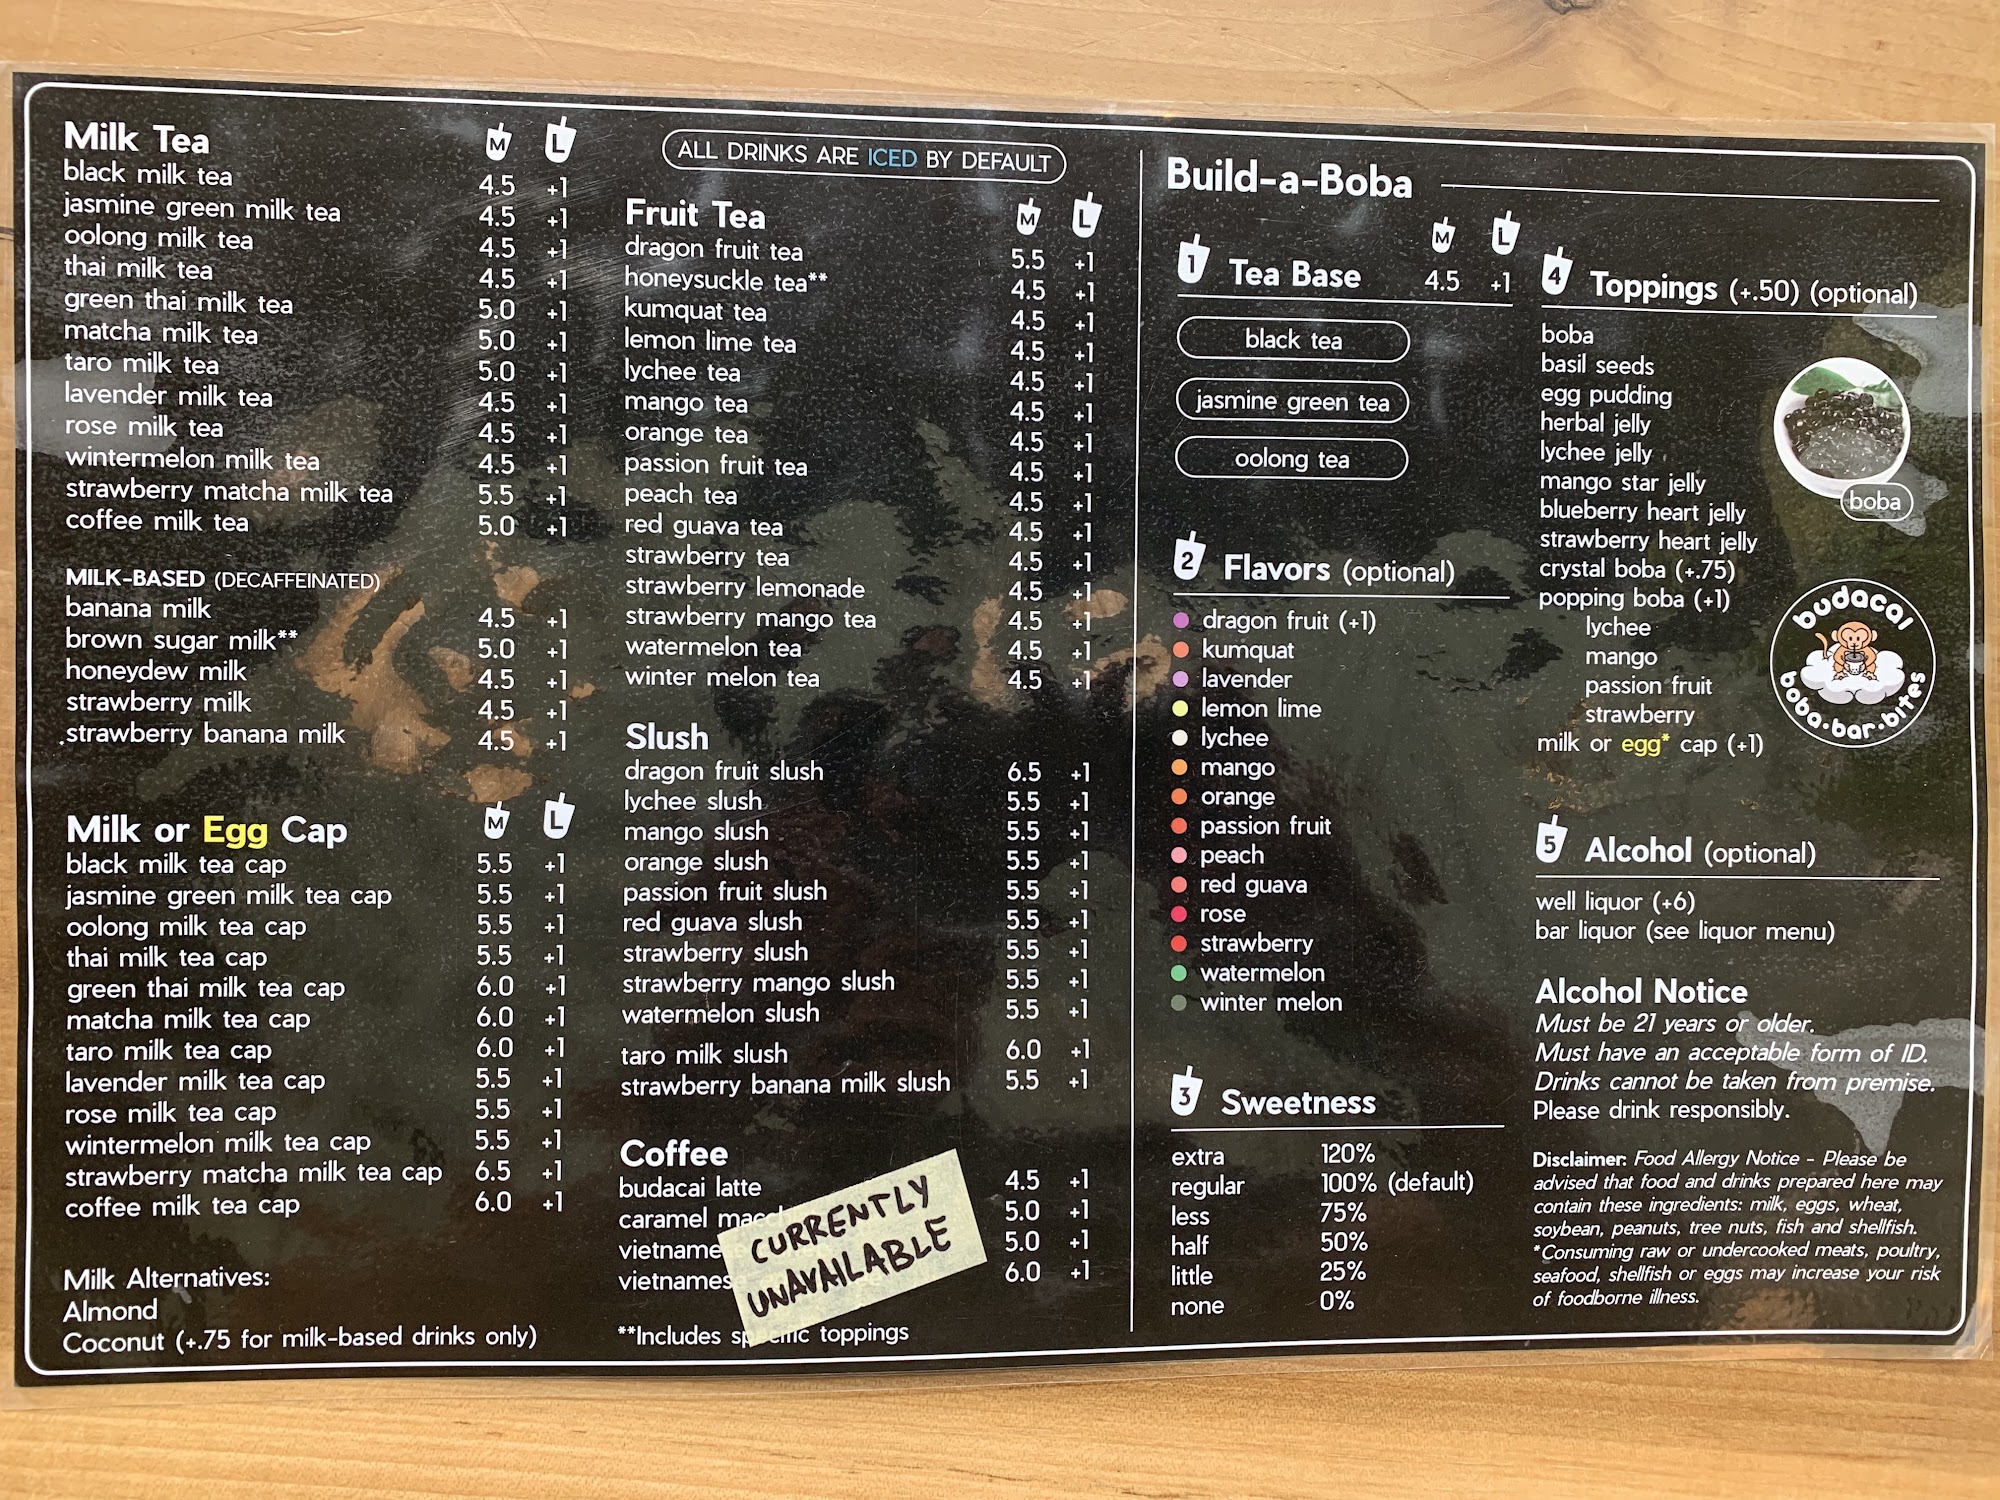 Milk Tea M L
black milk tea 4.5 +1
jasmine green milk tea 4.5 +1
oolong milk tea 4.5 +1
thai milk tea 4.5 +1
green thai milk tea 5.0 +1
matcha milk tea 5.0 +1
taro milk tea 5.0 +1
lavender milk tea 4.5 +1
rose milk tea 4.5 +1
wintermelon milk tea 4.5 +1
strawberry matcha milk tea 5.5 +1
coffee milk tea 5.0 +1
MILK-BASED (DECAFFEINATED)
banana milk 4.5 +1
brown sugar milk** 5.0 +1
honeydew milk 4.5 +1
strawberry milk 4.5 +1
strawberry banana milk 4.5 +1
Milk or Egg Cap M L
black milk tea cap 5.5 +1
jasmine green milk tea cap 5.5 +1
oolong milk tea cap 5.5 +1
thai milk tea cap 5.5 +1
green thai milk tea cap 6.0 +1
matcha milk tea cap 6.0 +1
taro milk tea cap 6.0 +1
lavender milk tea cap 5.5 +1
rose milk tea cap 5.5 +1
wintermelon milk tea cap 5.5 +1
strawberry matcha milk tea cap 6.5 +1
coffee milk tea cap 6.0 +1
Milk Alternatives:
Almond
Coconut (+.75 for milk-based drinks only)
ALL DRINKS ARE ICED BY DEFAULT
Fruit Tea M L
dragon fruit tea 5.5 +1
honeysuckle tea** 4.5 +1
kumquat tea 4.5 +1
lemon lime tea 4.5 +1
lychee tea 4.5 +1
mango tea 4.5 +1
orange tea 4.5 +1
passion fruit tea 4.5 +1
peach tea 4.5 +1
red guava tea 4.5 +1
strawberry tea 4.5 +1
strawberry lemonade 4.5 +1
strawberry mango tea 4.5 +1
watermelon tea 4.5 +1
winter melon tea 4.5 +1
Slush
dragon fruit slush 6.5 +1
lychee slush 5.5 +1
mango slush 5.5 +1
orange slush 5.5 +1
passion fruit slush 5.5 +1
red guava slush 5.5 +1
strawberry slush 5.5 +1
strawberry mango slush 5.5 +1
watermelon slush 5.5 +1
taro milk slush 6.0 +1
strawberry banana milk slush 5.5 +1
Coffee
budacai latte 4.5 +1
caramel 5.0 +1
5.0 +1
6.0 +1
CURRENTLY
UNAVAILABLE
**Includes toppings
Build-a-Boba
M L
1 Tea Base 4.5 +1
black tea
jasmine green tea
oolong tea
2 Flavors (optional)
dragon fruit (+1)
kumquat
lavender
lemon lime
lychee
mango
orange
passion fruit
peach
red guava
rose
strawberry
watermelon
winter melon
3 Sweetness
extra 120%
regular 100% (default)
less 75%
half 50%
little 25%
none 0%
4 Toppings (+.50) (optional)
boba
basil seeds
egg pudding
herbal jelly
lychee jelly
mango star jelly
blueberry heart jelly
strawberry heart jelly
crystal boba (+.75)
popping boba (+1)
lychee
mango
passion fruit
strawberry
milk or egg* cap (+1)
boba
budacai
boba·bar·bites
5 Alcohol (optional)
well liquor (+6)
bar liquor (see liquor menu)
Alcohol Notice
Must be 21 years or older.
Must have an acceptable form of ID.
Drinks cannot be taken from premise.
Please drink responsibly.
Disclaimer: Food Allergy Notice - Please be
advised that food and drinks prepared here may
contain these ingredients: milk, eggs, wheat,
soybean, peanuts, tree nuts, fish and shellfish.
*Consuming raw or undercooked meats, poultry,
seafood, shellfish or eggs may increase your risk
of foodborne illness.